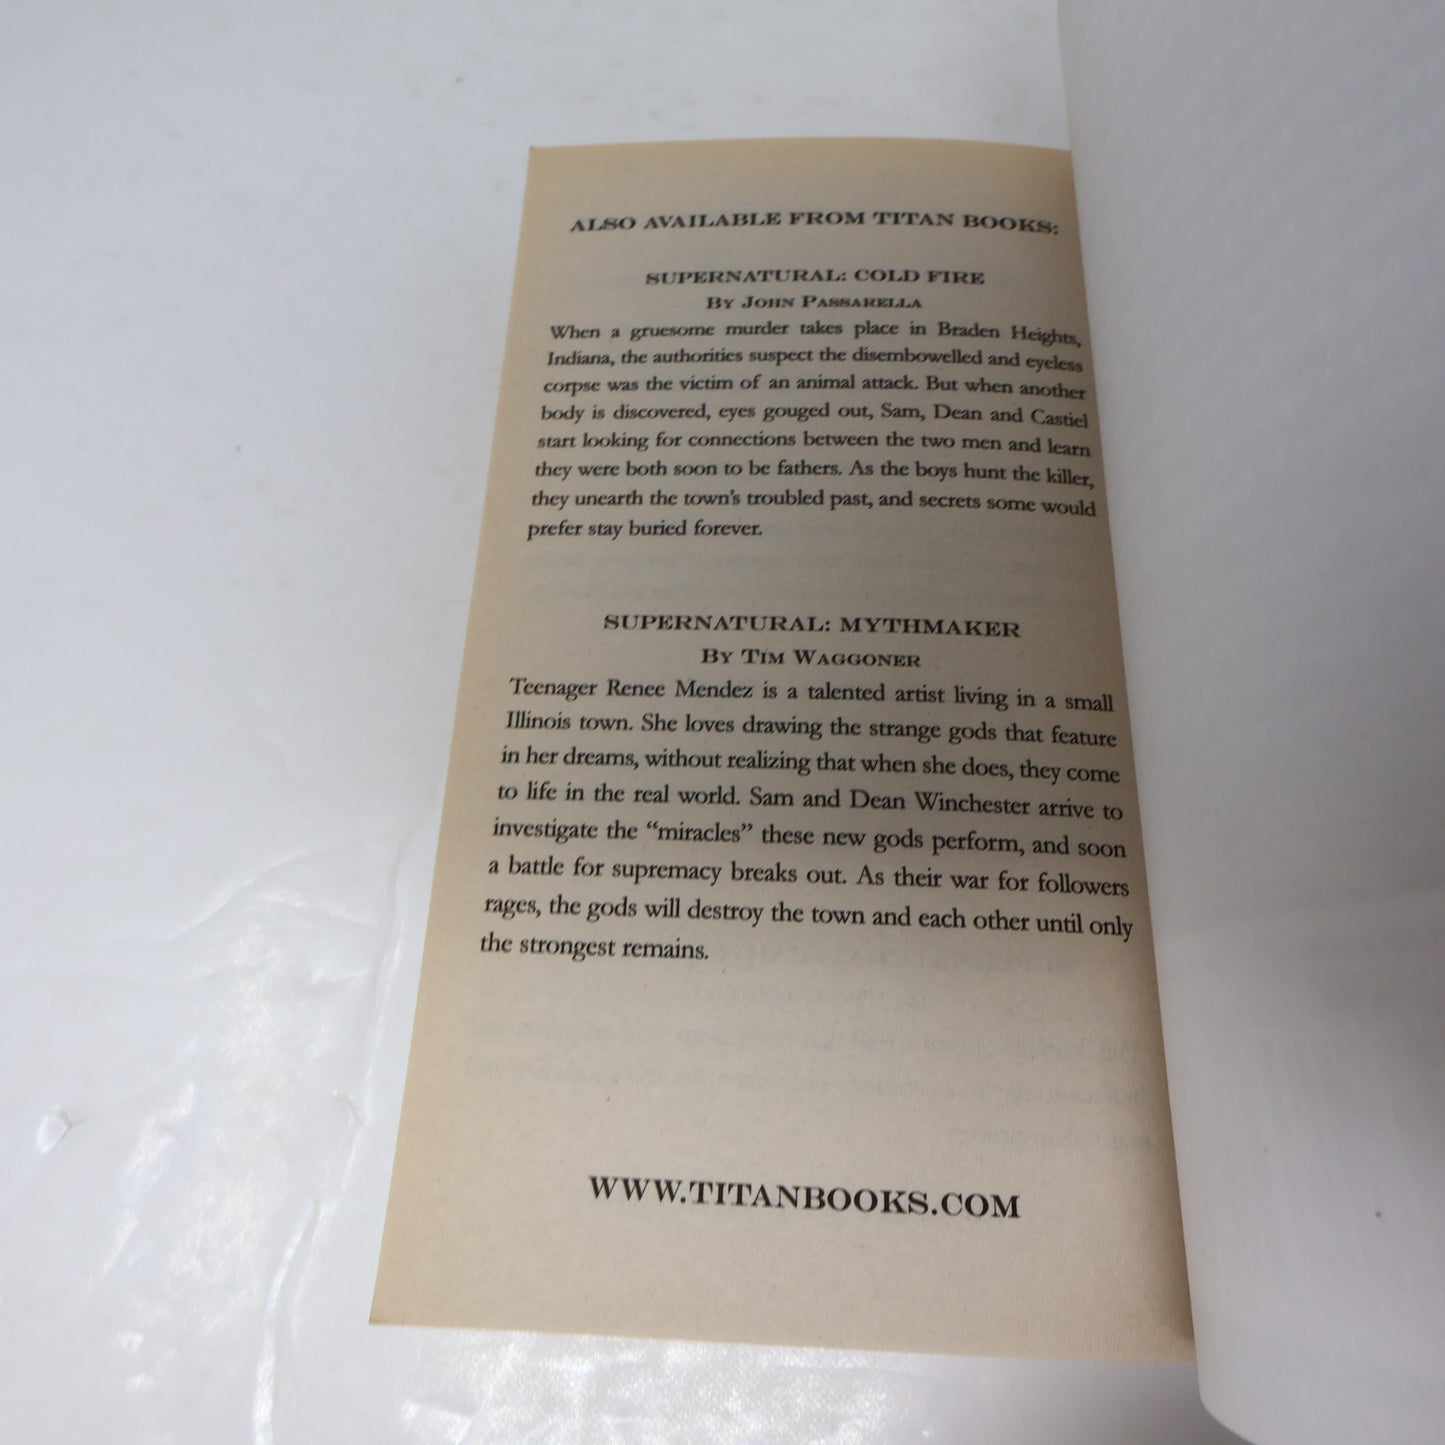 ALSO AVAILABLE FROM TITAN BOOKS:
SUPERNATURAL: COLD FIRE
BY JOHN PASSARELLA
When a gruesome murder takes place in Braden Heights,
Indiana, the authorities suspect the disembowelled and eyeless
corpse was the victim of an animal attack. But when another
body is discovered, eyes gouged out, Sam, Dean and Castiel
start looking for connections between the two men and learn
they were both soon to be fathers. As the boys hunt the killer,
they unearth the town's troubled past, and secrets some would
prefer stay buried forever.
SUPERNATURAL: MYTHMAKER
BY TIM WAGGONER
Teenager Renee Mendez is a talented artist living in a small
Illinois town. She loves drawing the strange gods that feature
in her dreams, without realizing that when she does, they come
to life in the real world. Sam and Dean Winchester arrive to
investigate the “miracles” these new gods perform, and soon
a battle for supremacy breaks out. As their war for followers
rages, the gods will destroy the town and each other until only
the strongest remains.
WWW.TITANBOOKS.COM